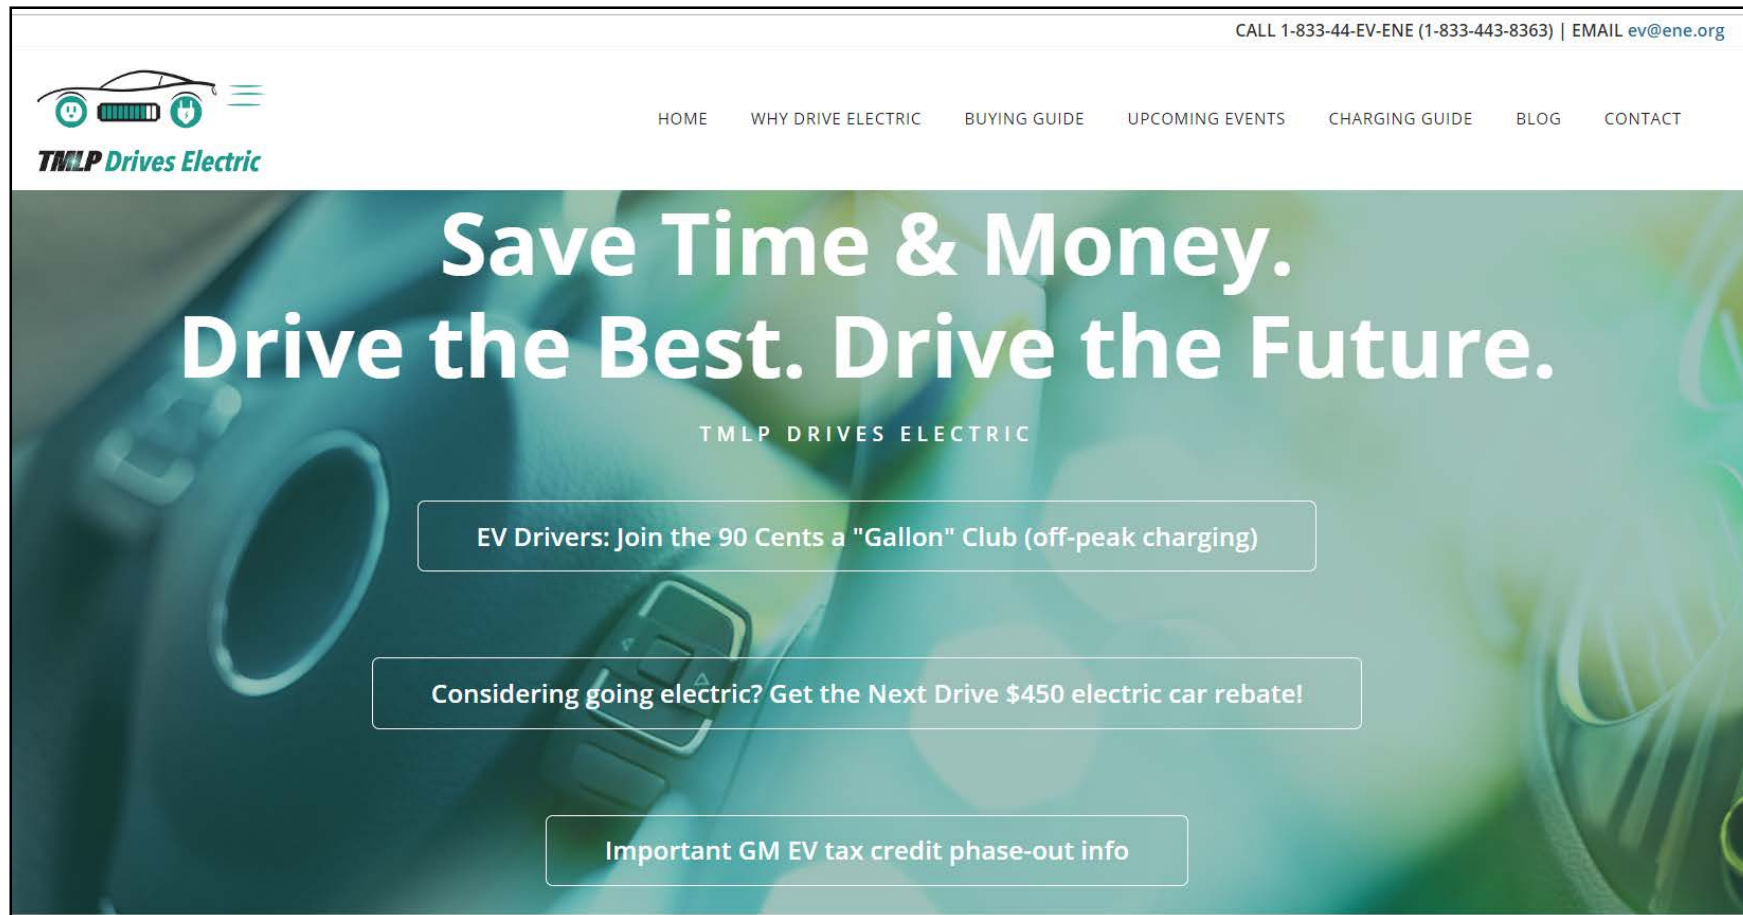 CALL 1-833-44-EV-ENE (1-833-443-8363) | EMAIL ev@ene.org
TMLP Drives Electric
HOME WHY DRIVE ELECTRIC BUYING GUIDE UPCOMING EVENTS CHARGING GUIDE BLOG CONTACT
Save Time & Money.
Drive the Best. Drive the Future.
TMLP DRIVES ELECTRIC
EV Drivers: Join the 90 Cents a "Gallon" Club (off-peak charging)
Considering going electric? Get the Next Drive $450 electric car rebate!
Important GM EV tax credit phase-out info